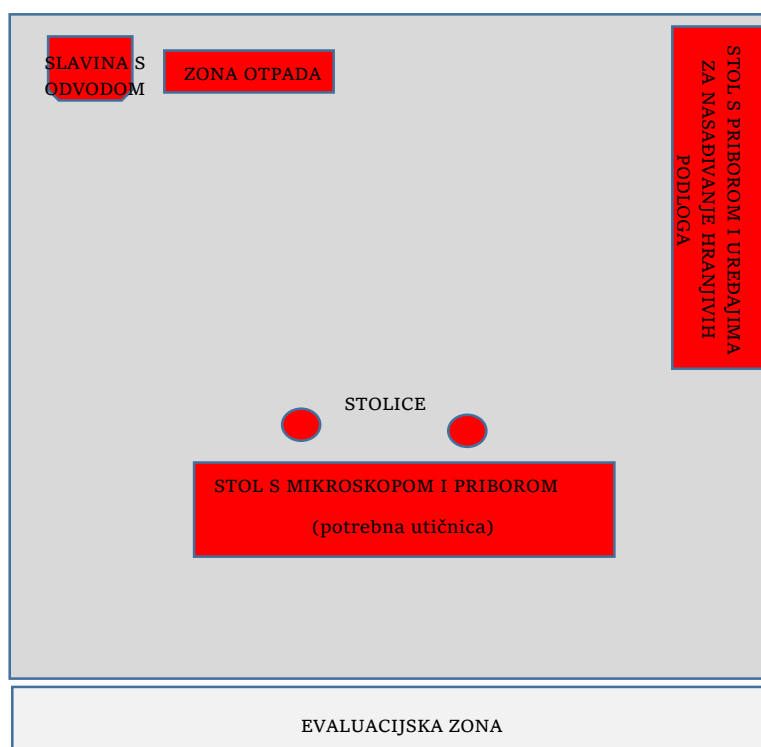 SLAVINA S
ODVODOM
ZONA OTPADA
STOL S PRIBOROM I UREĐAJIMA
ZA NASAĐIVANJE HRANJIVIH
PODLOGA
STOLICE
STOL S MIKROSKOPOM I PRIBOROM
(potrebna utičnica)
EVALUACIJSKA ZONA